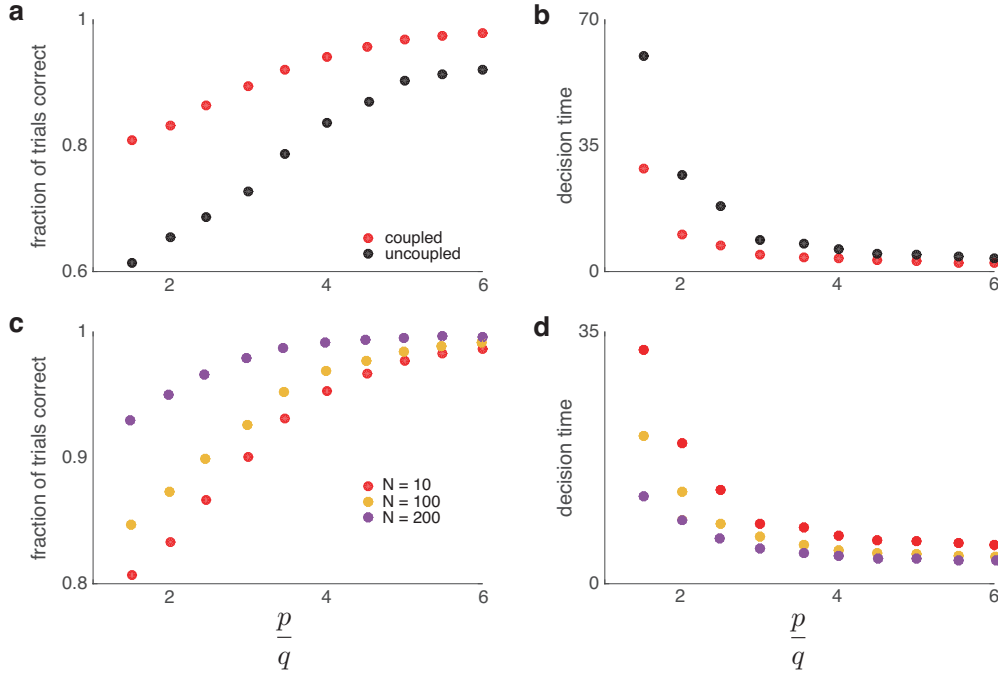 a
1
0.8
0.6
fraction of trials correct
2
4
6
coupled
uncoupled
b
70
35
0
decision time
2
4
6
c
1
0.9
0.8
fraction of trials correct
2
4
6
N = 10
N = 100
N = 200
p
q
d
35
0
decision time
2
4
6
p
q